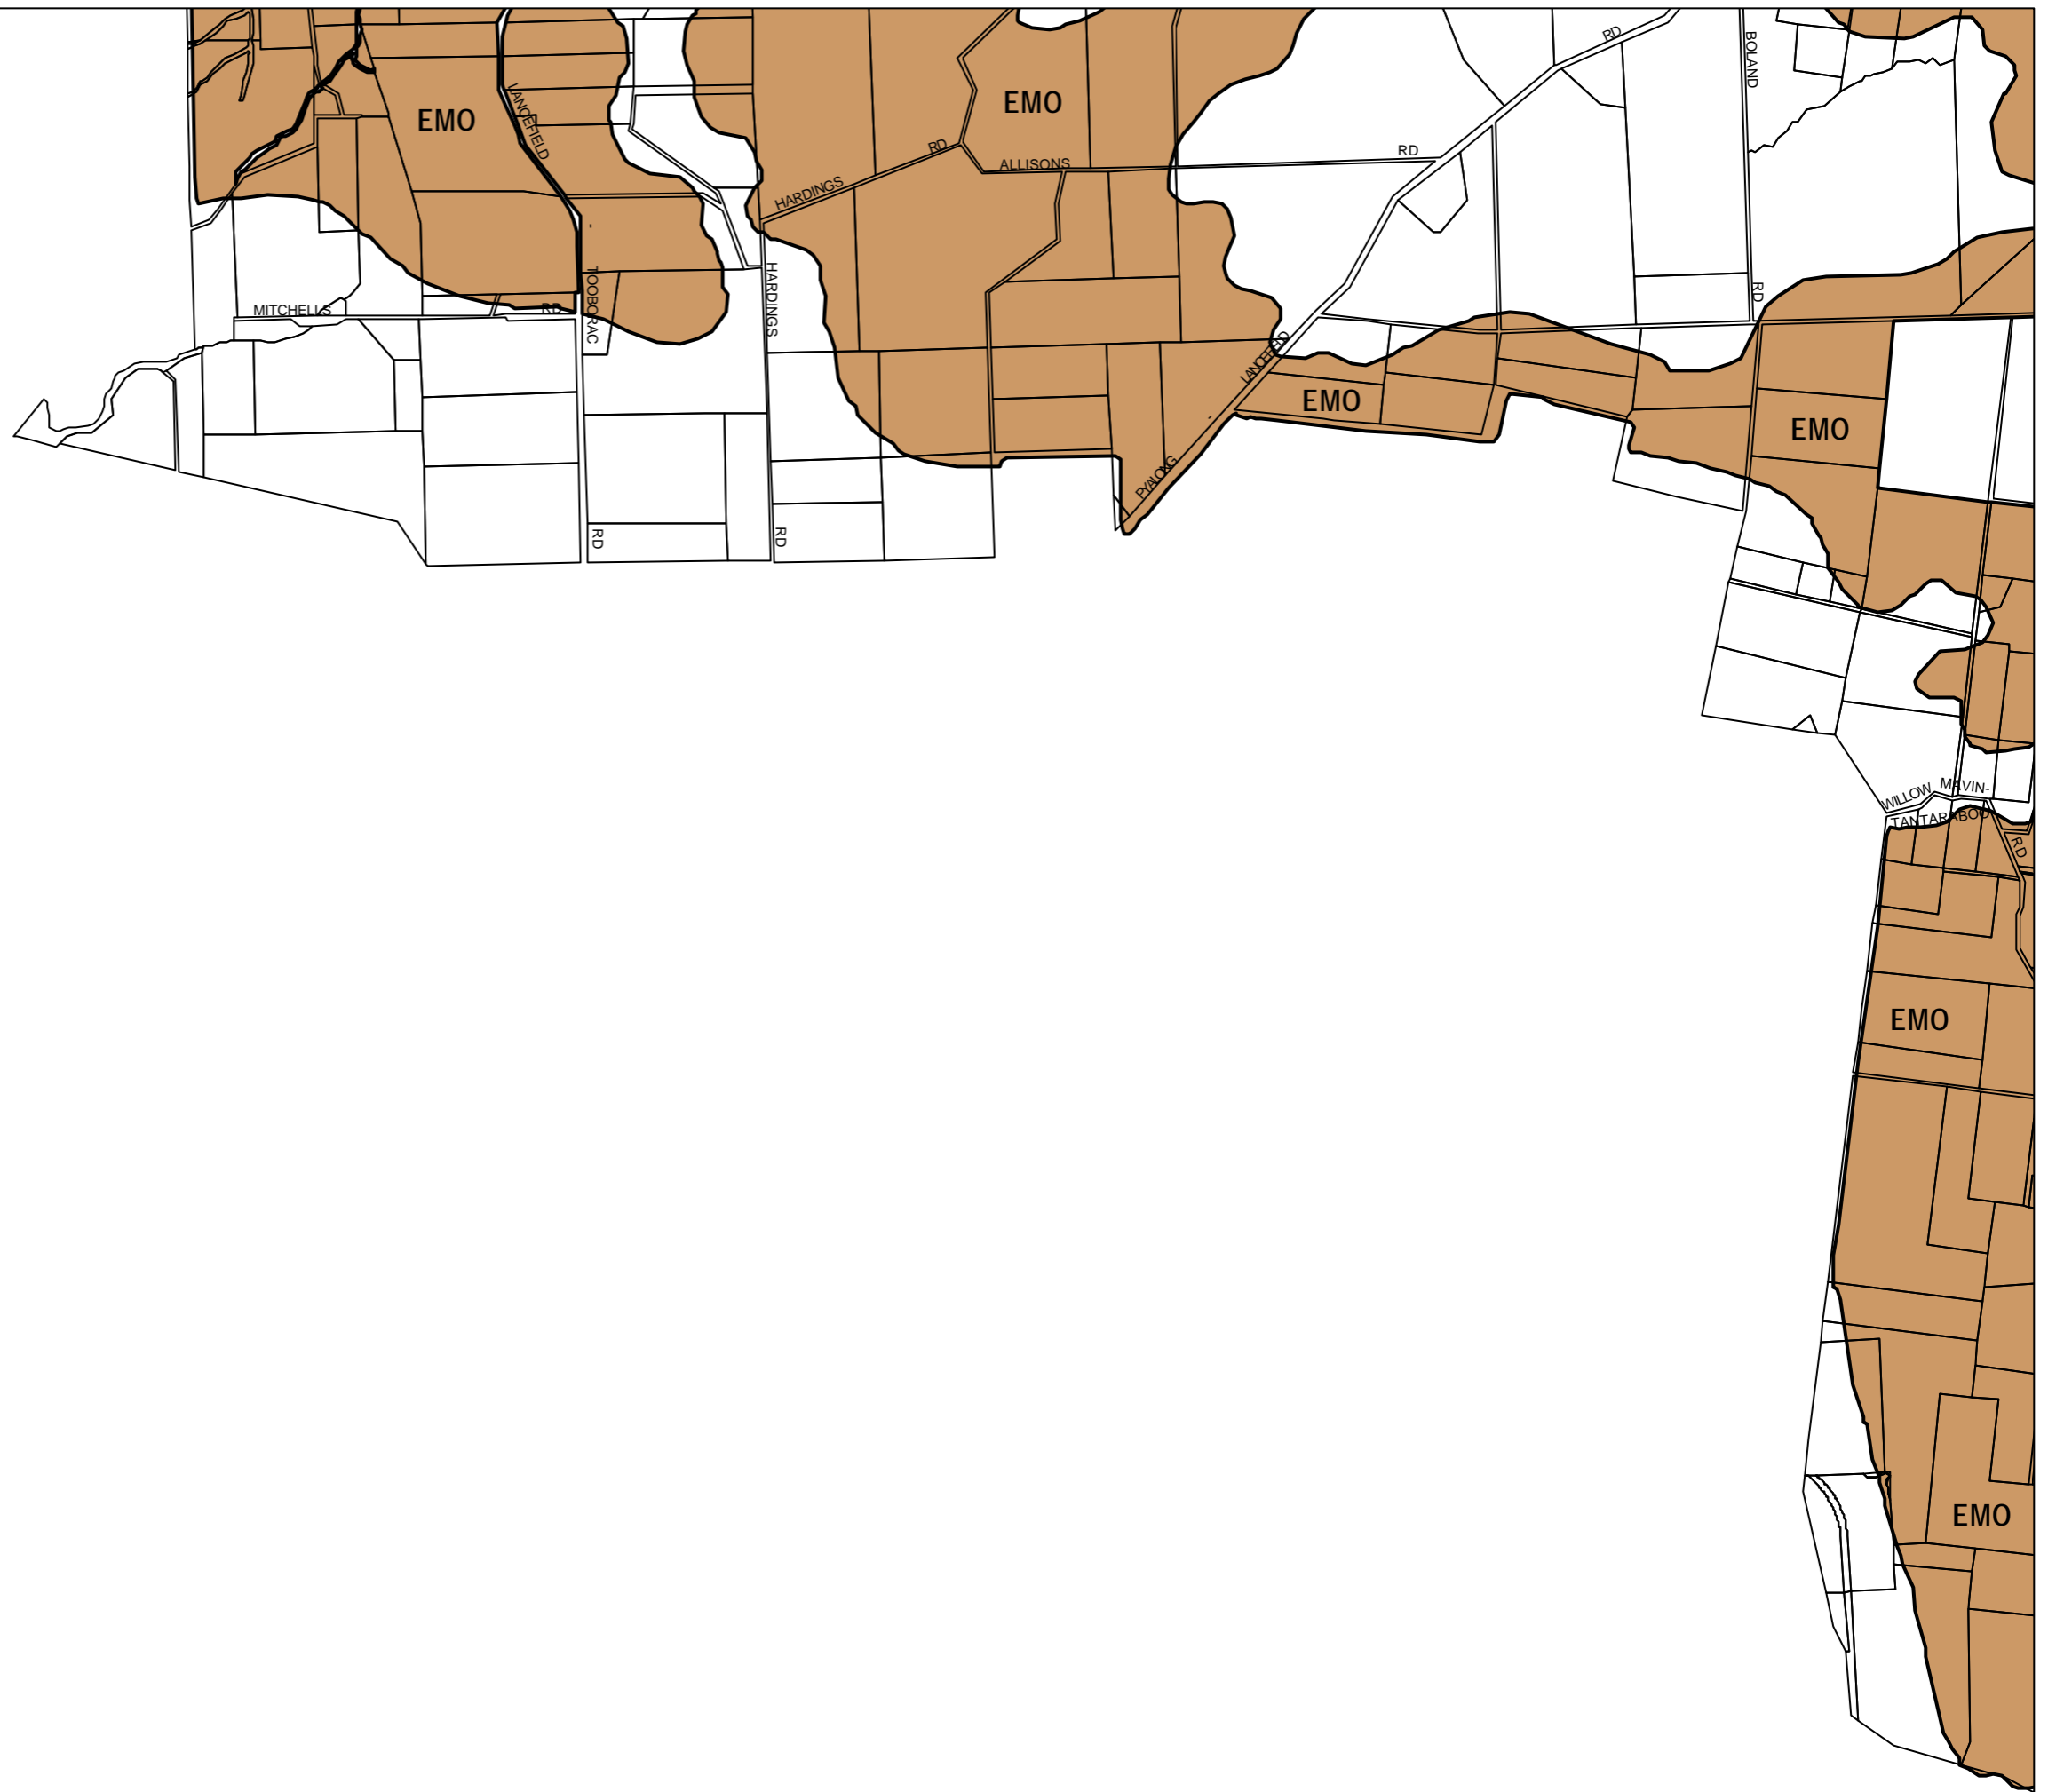 EMO
LANCEFIELD
-
TOOBORAC
RD
MITCHELLS
RD
HARDINGS
RD
HARDINGS
RD
EMO
ALLISONS
RD
RD
BOLAND
RD
LANCEFIELD
-
PYALONG
EMO
EMO
WILLOW
MAVIN-
TANTARABOO
RD
EMO
EMO